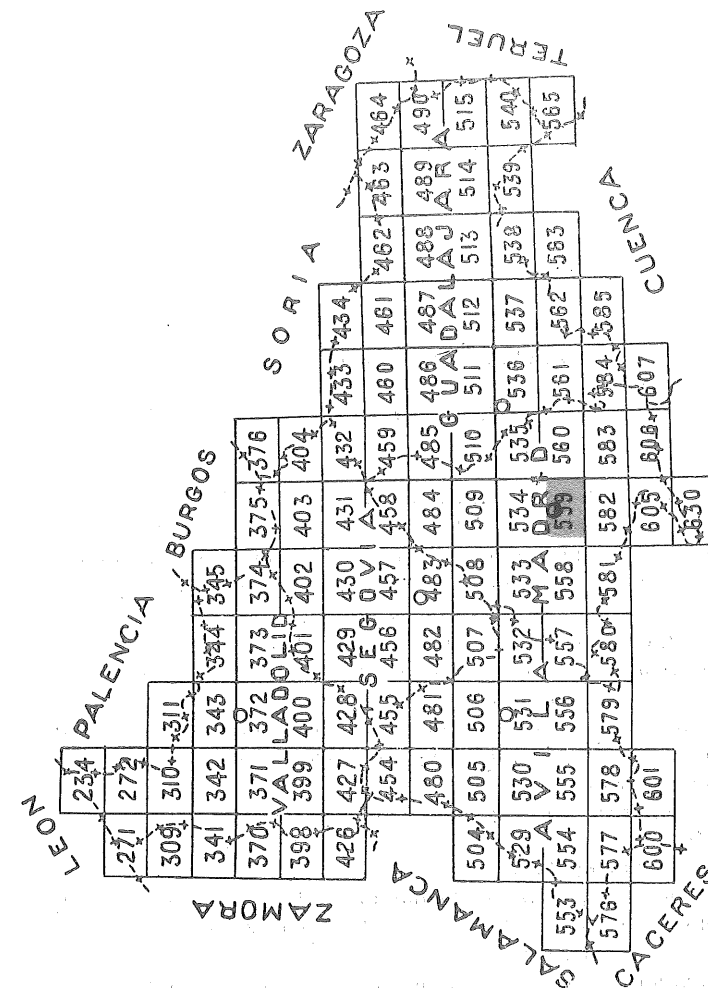 LEON
PALENCIA
BURGOS
SORIA
ZARAGOZA
TERUEL
234
271 272
309 310 311
341 342 343 344 345
370 371 372 373 374 375 376
VALLADOLID
398 399 400 401 402 403 404
426 427 428 429 430 431 432 433 434
SEGOVIA
454 455 456 457 458 459 460 461 462 463 464
480 481 482 483 484 485 486 487 488 489 490
GUADALAJARA
504 505 506 507 508 509 510 511 512 513 514 515
529 530 531 532 533 534 535 536 537 538 539 540
AVILA
MADRID
553 554 555 556 557 558 559 560 561 562 563 565
576 577 578 579 580 581 582 583 584 585
600 601 605 606 607
630
ZAMORA
SALAMANCA
CACERES
CUENCA